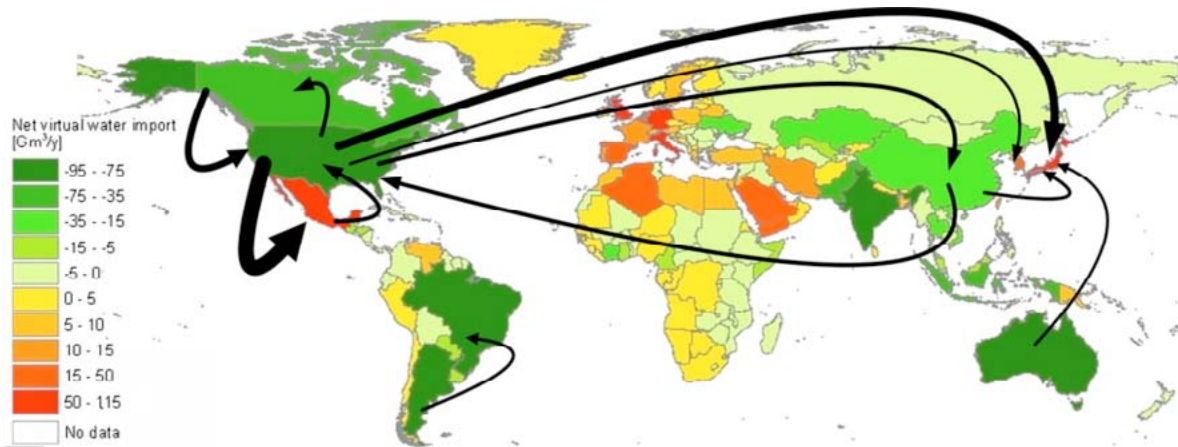 Net virtual water import
[Gm³/y]
-95 - -75
-75 - -35
-35 - -15
-15 - -5
-5 - 0
0 - 5
5 - 10
10 - 15
15 - 50
50 - 115
No data